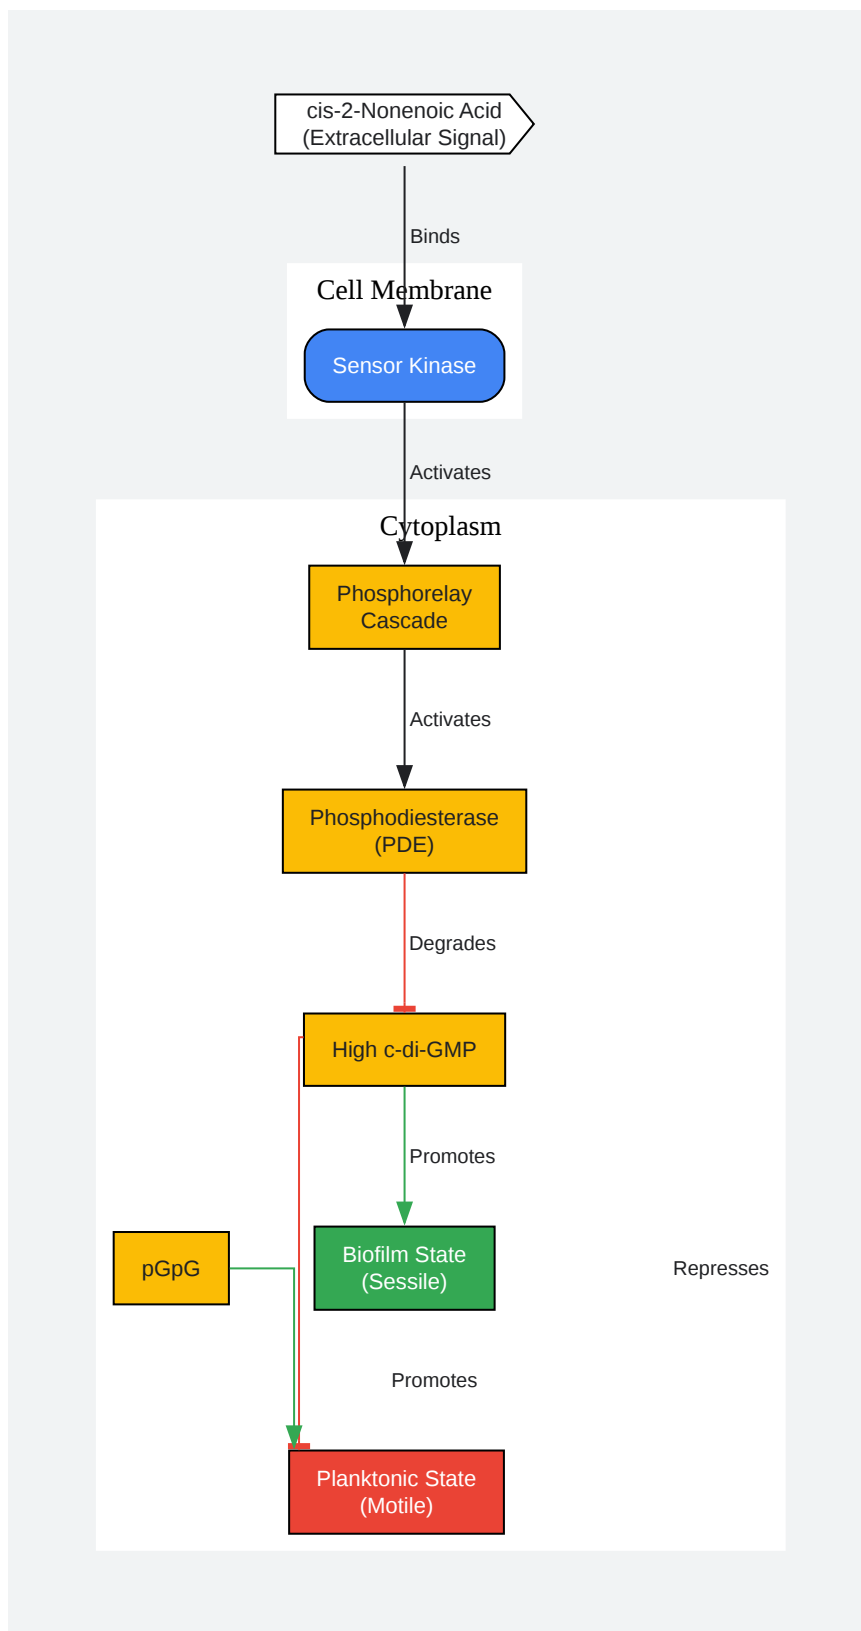 cis-2-Nonenoic Acid
(Extracellular Signal)
Binds
Cell Membrane
Sensor Kinase
Activates
Cytoplasm
Phosphorelay
Cascade
Activates
Phosphodiesterase
(PDE)
Degrades
High c-di-GMP
Promotes
pGpG
Biofilm State
(Sessile)
Represses
Promotes
Planktonic State
(Motile)